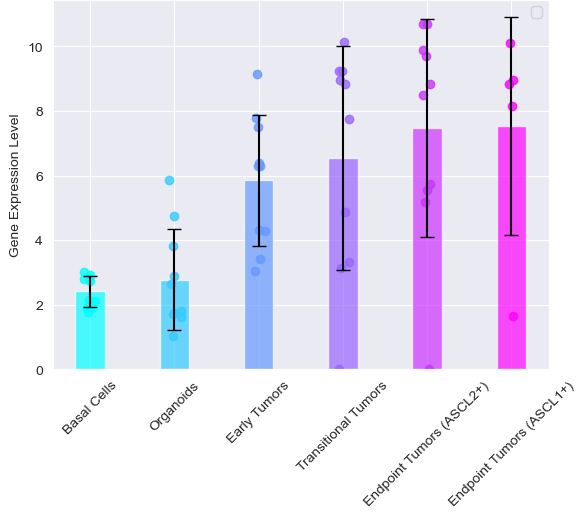 Gene Expression Level
10
8
6
4
2
0
Basal Cells
Organoids
Early Tumors
Transitional Tumors
Endpoint Tumors (ASCL2+)
Endpoint Tumors (ASCL1+)